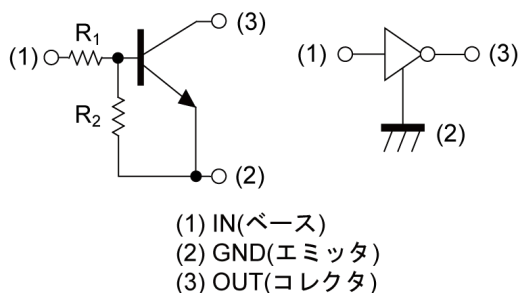 (3)
(1)
R1
R2
(2)
(1)
(3)
(2)
(1) IN(ベース)
(2) GND(エミッタ)
(3) OUT(コレクタ)